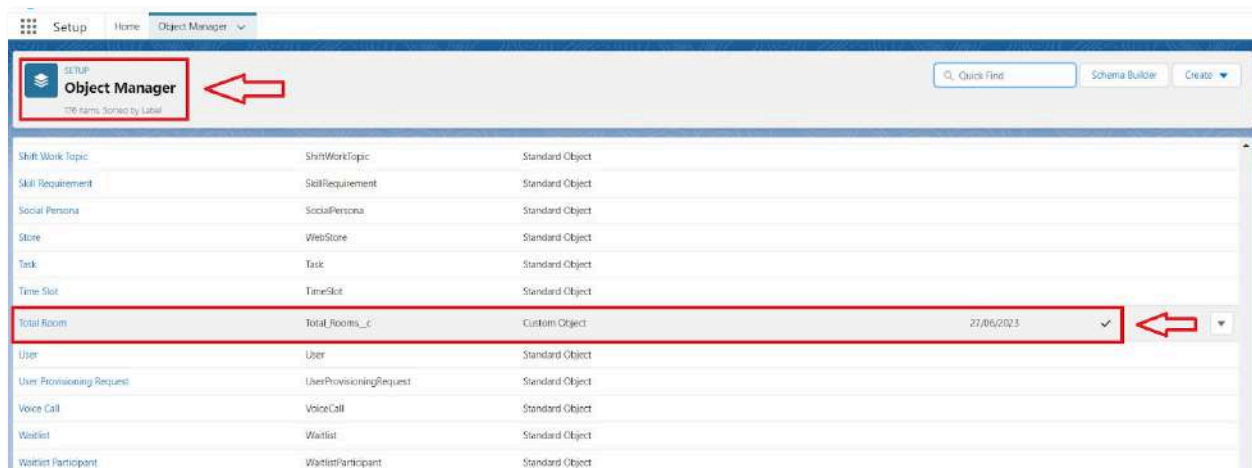 Setup Home Object Manager
SETUP
Object Manager
176 items, Sorted by Label
Quick Find
Schema Builder
Create
Shift Work Topic ShiftWorkTopic Standard Object
Skill Requirement SkillRequirement Standard Object
Social Persona SocialPersona Standard Object
Store WebStore Standard Object
Task Task Standard Object
Time Slot TimeSlot Standard Object
Total Room Total_Rooms__c Custom Object 27/06/2023
User User Standard Object
User Provisioning Request UserProvisioningRequest Standard Object
Voice Call VoiceCall Standard Object
Waitlist Waitlist Standard Object
Waitlist Participant WaitlistParticipant Standard Object